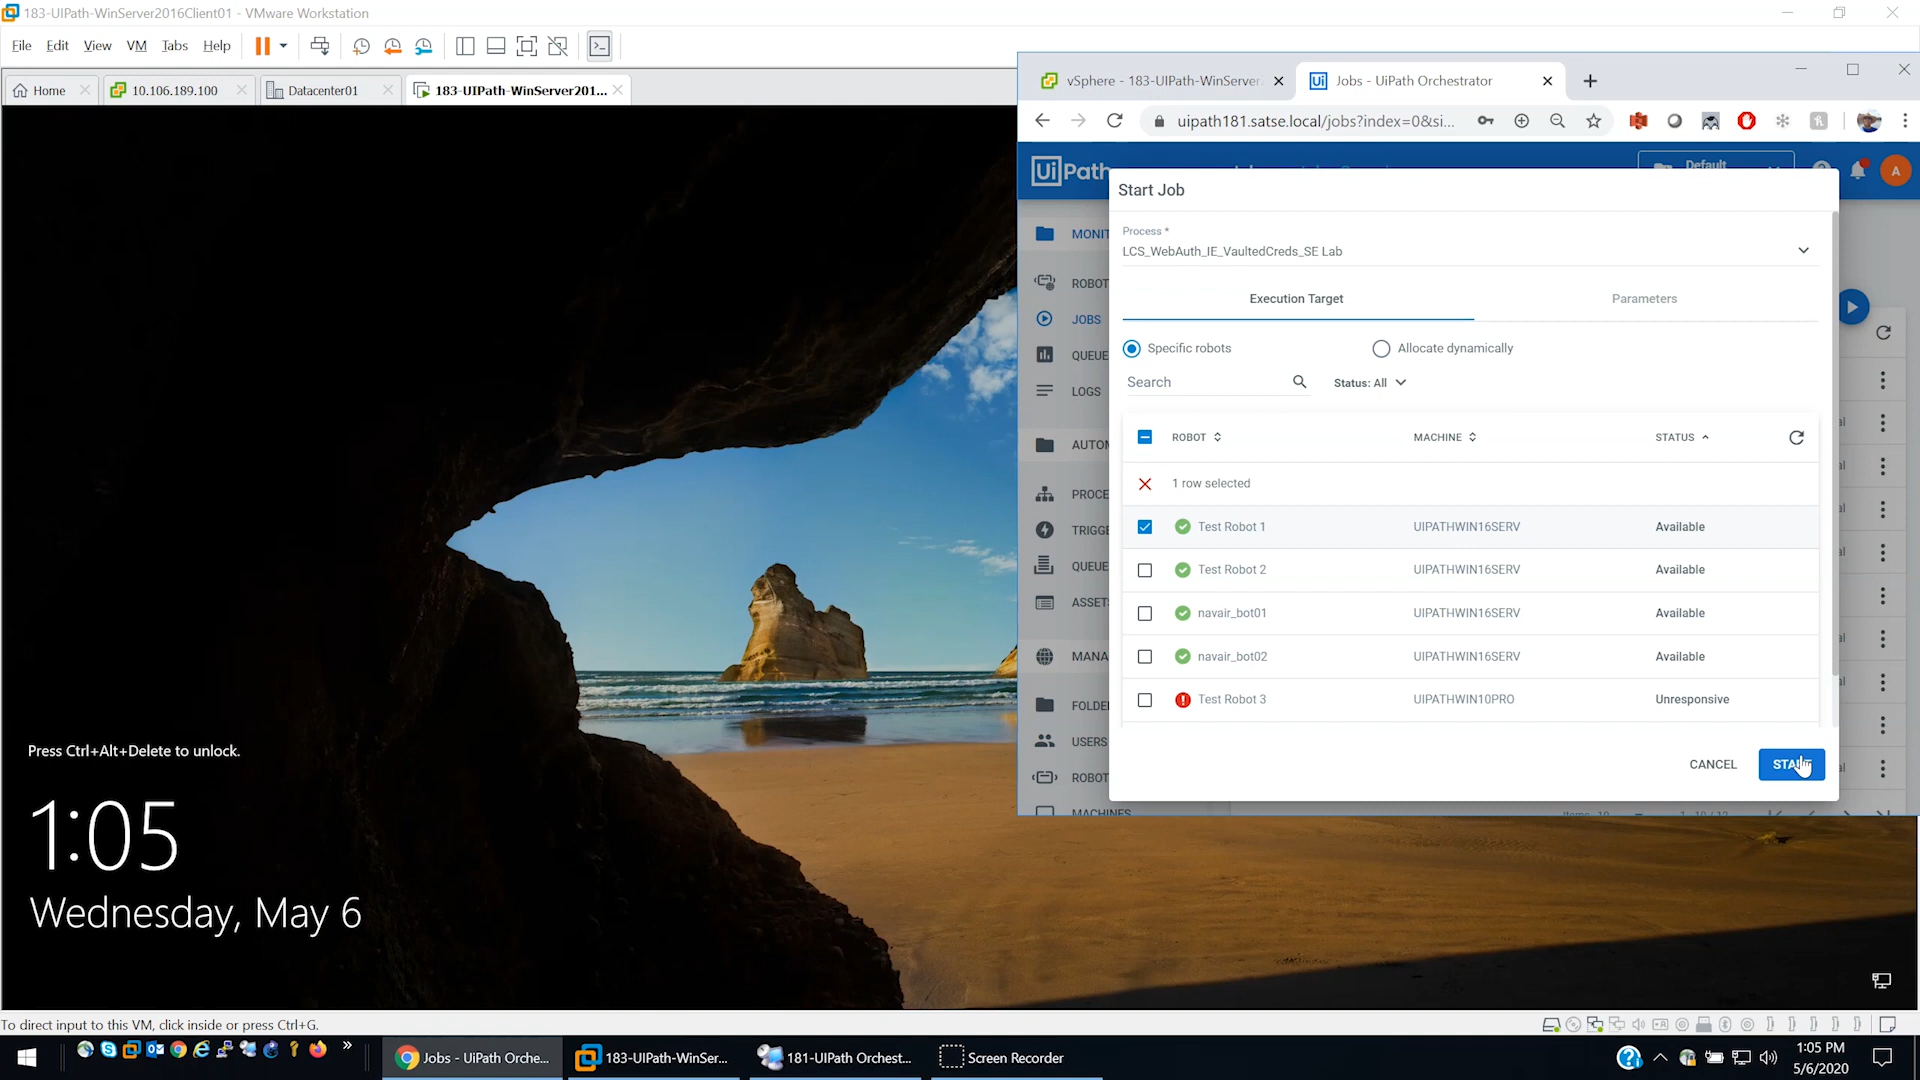 183-UIPath-WinServer2016Client01 - VMware Workstation
File Edit View VM Tabs Help
Home 10.106.189.100 Datacenter01 183-UIPath-WinServer201...
vSphere - 183-UIPath-WinServer Jobs - UiPath Orchestrator
uipath181.satse.local/jobs?index=0&si...
UiPath Default A
Start Job
Process *
LCS_WebAuth_IE_VaultedCreds_SE Lab
Execution Target Parameters
Specific robots Allocate dynamically
Search Status: All
ROBOT MACHINE STATUS
1 row selected
Test Robot 1 UIPATHWIN16SERV Available
Test Robot 2 UIPATHWIN16SERV Available
navair_bot01 UIPATHWIN16SERV Available
navair_bot02 UIPATHWIN16SERV Available
Test Robot 3 UIPATHWIN10PRO Unresponsive
CANCEL
MONIT
ROBOT
JOBS
QUEUE
LOGS
AUTOM
PROCE
TRIGGE
QUEUE
ASSET
MANA
FOLDE
USERS
ROBOT
MACHINES
Press Ctrl+Alt+Delete to unlock.
1:05
Wednesday, May 6
To direct input to this VM, click inside or press Ctrl+G.
Jobs - UiPath Orche... 183-UIPath-WinSer... 181-UIPath Orchest... Screen Recorder
1:05 PM
5/6/2020